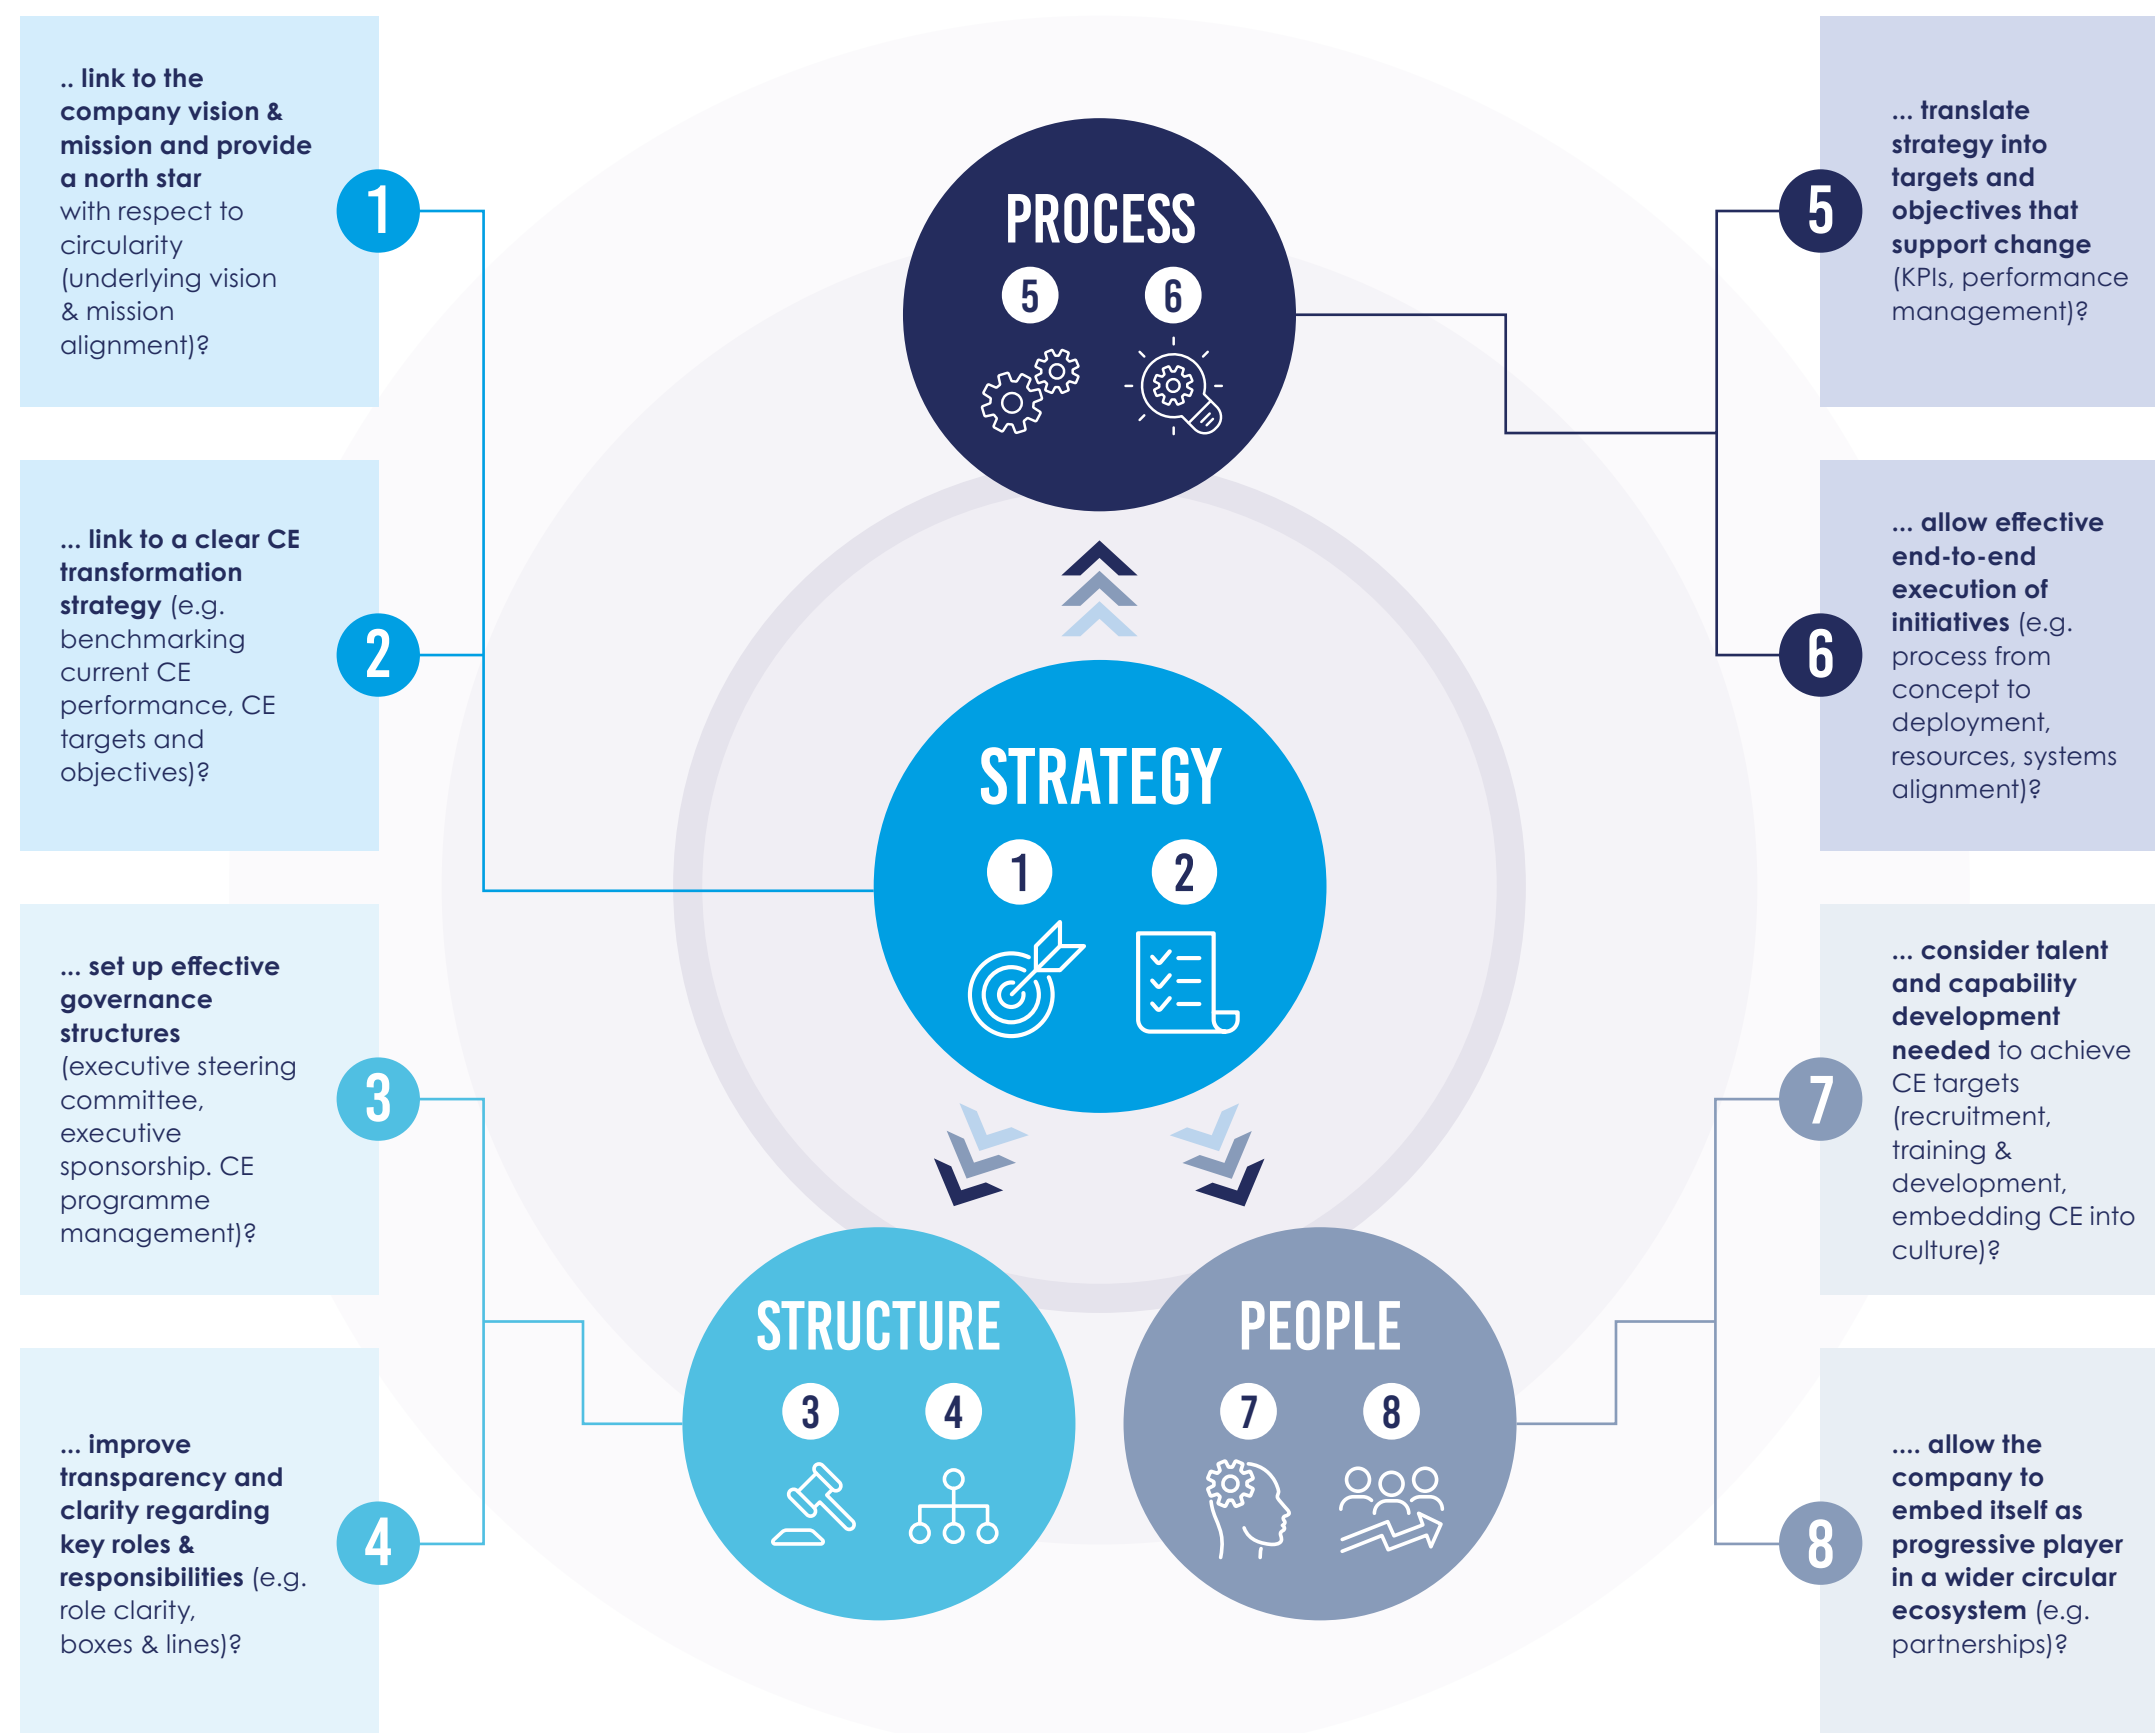 .. link to the
company vision &
mission and provide
a north star
with respect to
circularity
(underlying vision
& mission
alignment)?
1
... link to a clear CE
transformation
strategy (e.g.
benchmarking
current CE
performance, CE
targets and
objectives)?
2
... set up effective
governance
structures
(executive steering
committee,
executive
sponsorship. CE
programme
management)?
3
... improve
transparency and
clarity regarding
key roles &
responsibilities (e.g.
role clarity,
boxes & lines)?
4
PROCESS
5 6
STRATEGY
1 2
STRUCTURE
3 4
PEOPLE
7 8
5
... translate
strategy into
targets and
objectives that
support change
(KPIs, performance
management)?
6
... allow effective
end-to-end
execution of
initiatives (e.g.
process from
concept to
deployment,
resources, systems
alignment)?
7
... consider talent
and capability
development
needed to achieve
CE targets
(recruitment,
training &
development,
embedding CE into
culture)?
8
.... allow the
company to
embed itself as
progressive player
in a wider circular
ecosystem (e.g.
partnerships)?